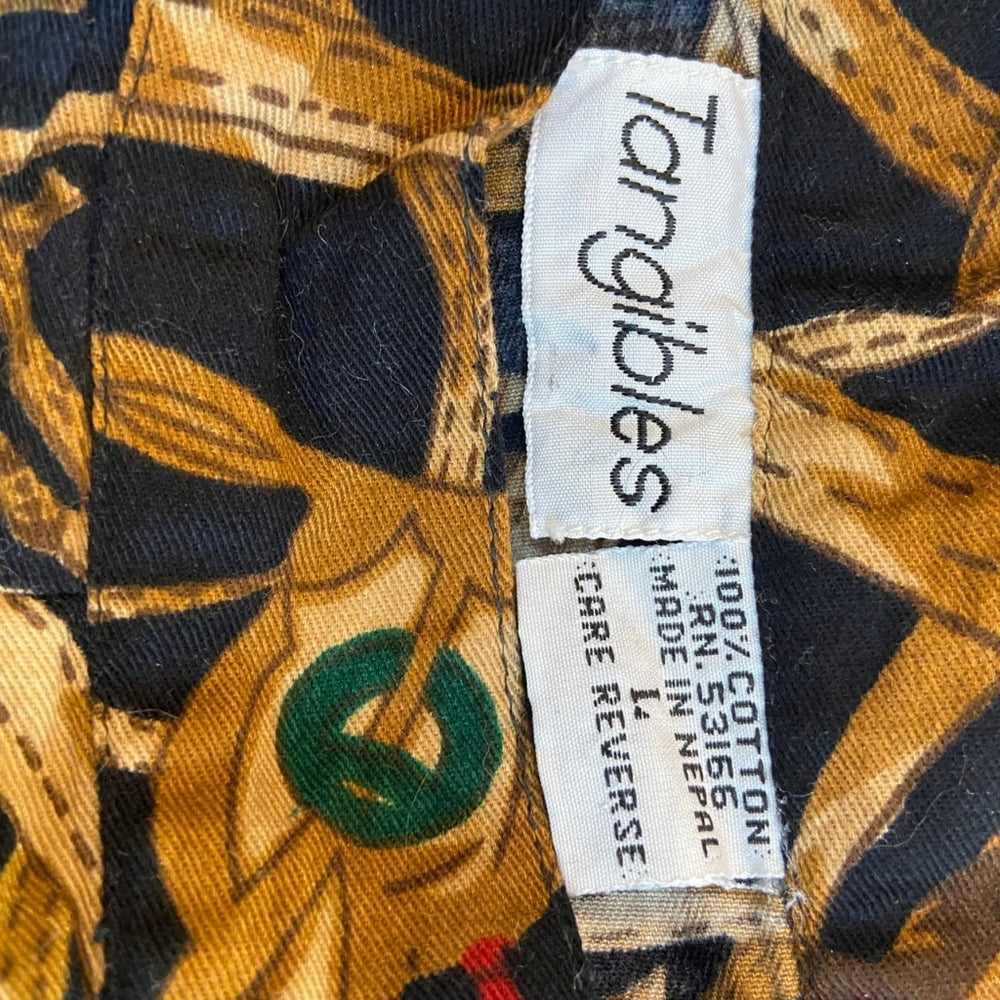 Tangibles
100% COTTON
RN. 53166
MADE IN NEPAL
L
CARE REVERSE